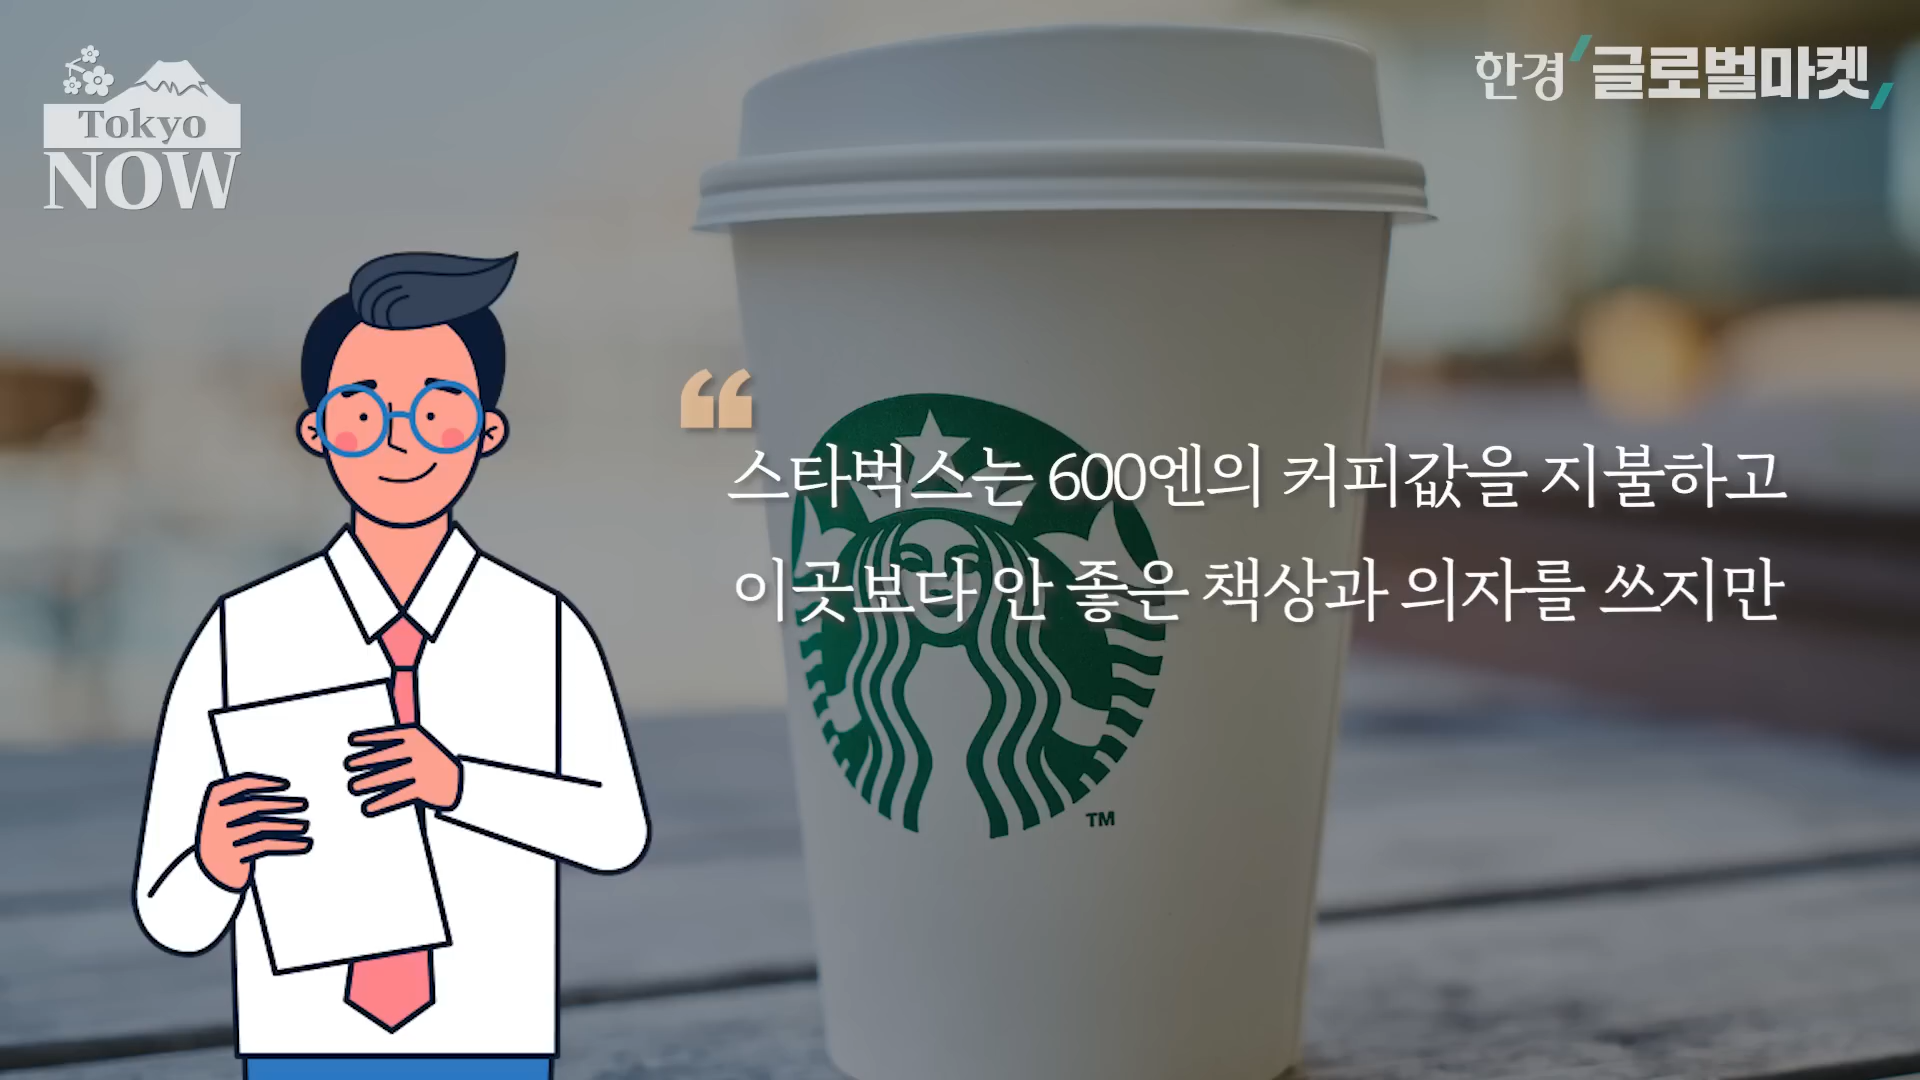 Tokyo
NOW
한경 글로벌마켓
“
스타벅스는 600엔의 커피값을 지불하고
이곳보다 안 좋은 책상과 의자를 쓰지만
TM